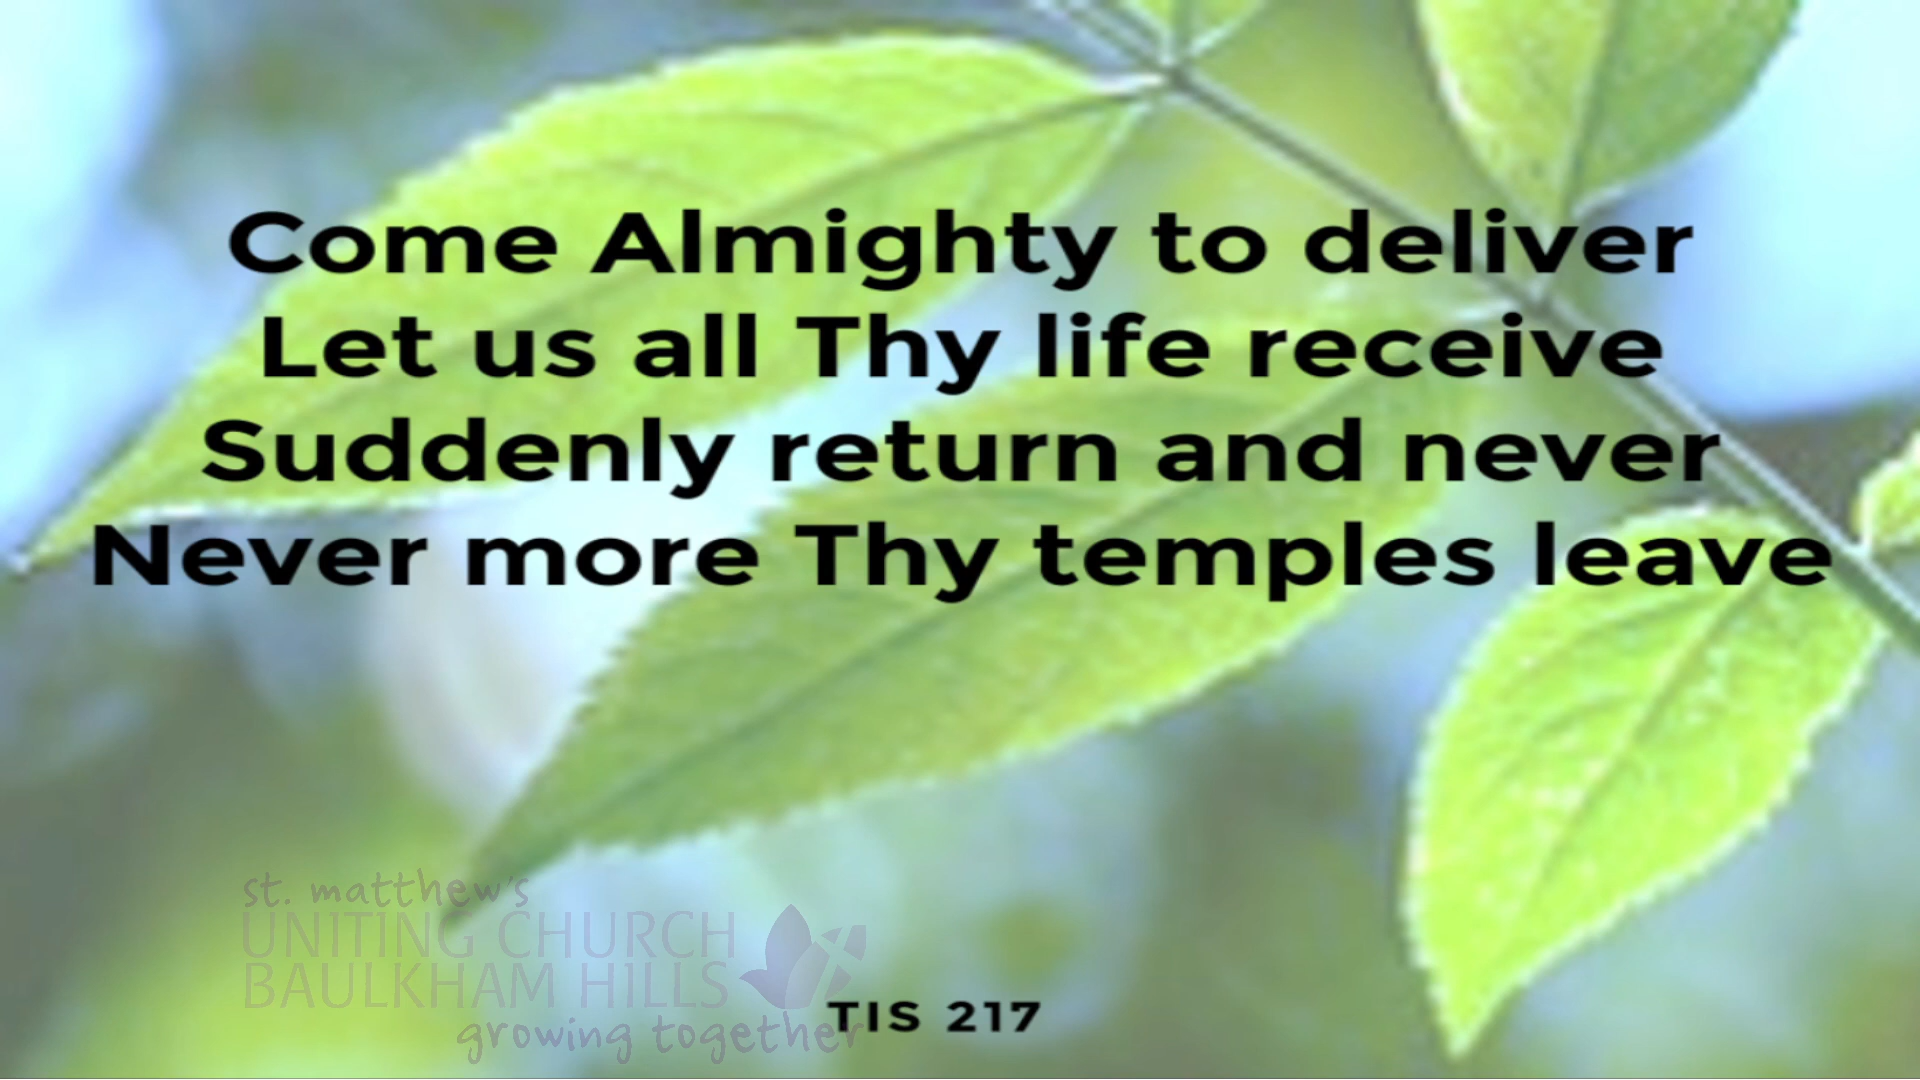 Come Almighty to deliver
Let us all Thy life receive
Suddenly return and never
Never more Thy temples leave
st. matthew's
UNITING CHURCH
BAULKHAM HILLS
growing together
TIS 217